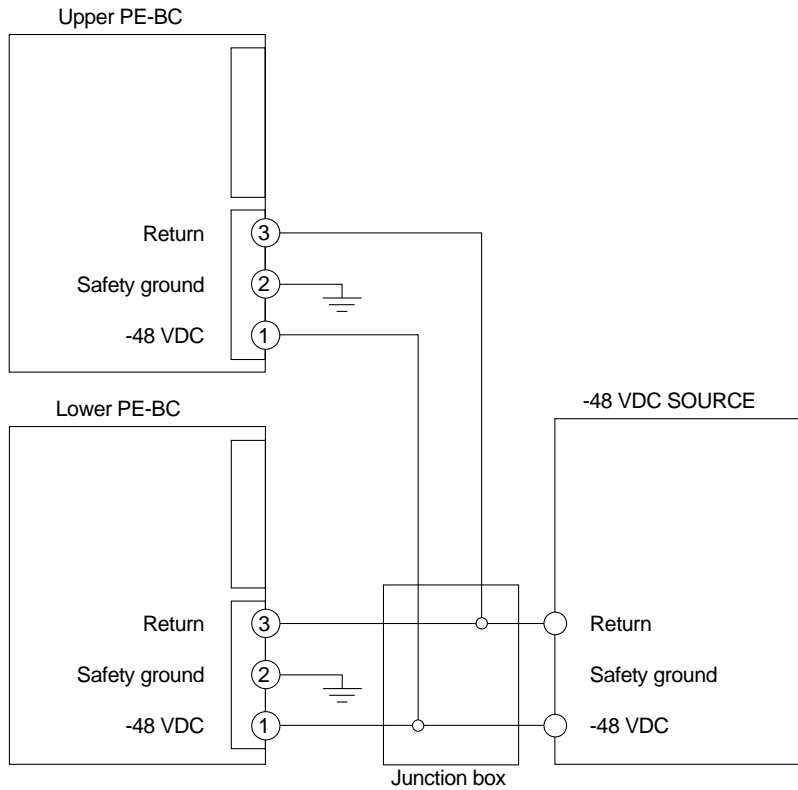 Upper PE-BC
Return 3
Safety ground 2
-48 VDC 1
Lower PE-BC
-48 VDC SOURCE
Return 3
Return
Safety ground 2
Safety ground
-48 VDC 1
-48 VDC
Junction box